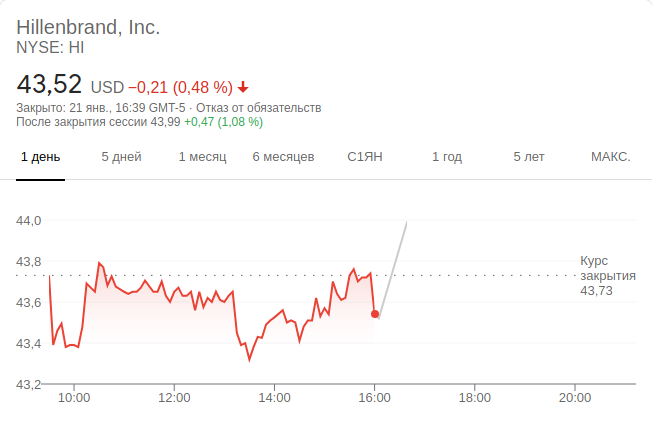 Hillenbrand, Inc.
NYSE: HI
43,52 USD −0,21 (0,48 %)
Закрыто: 21 янв., 16:39 GMT-5 · Отказ от обязательств
После закрытия сессии 43,99 +0,47 (1,08 %)
1 день 5 дней 1 месяц 6 месяцев С1ЯН 1 год 5 лет МАКС.
44,0
43,8
43,6
43,4
43,2
Курс
закрытия
43,73
10:00 12:00 14:00 16:00 18:00 20:00